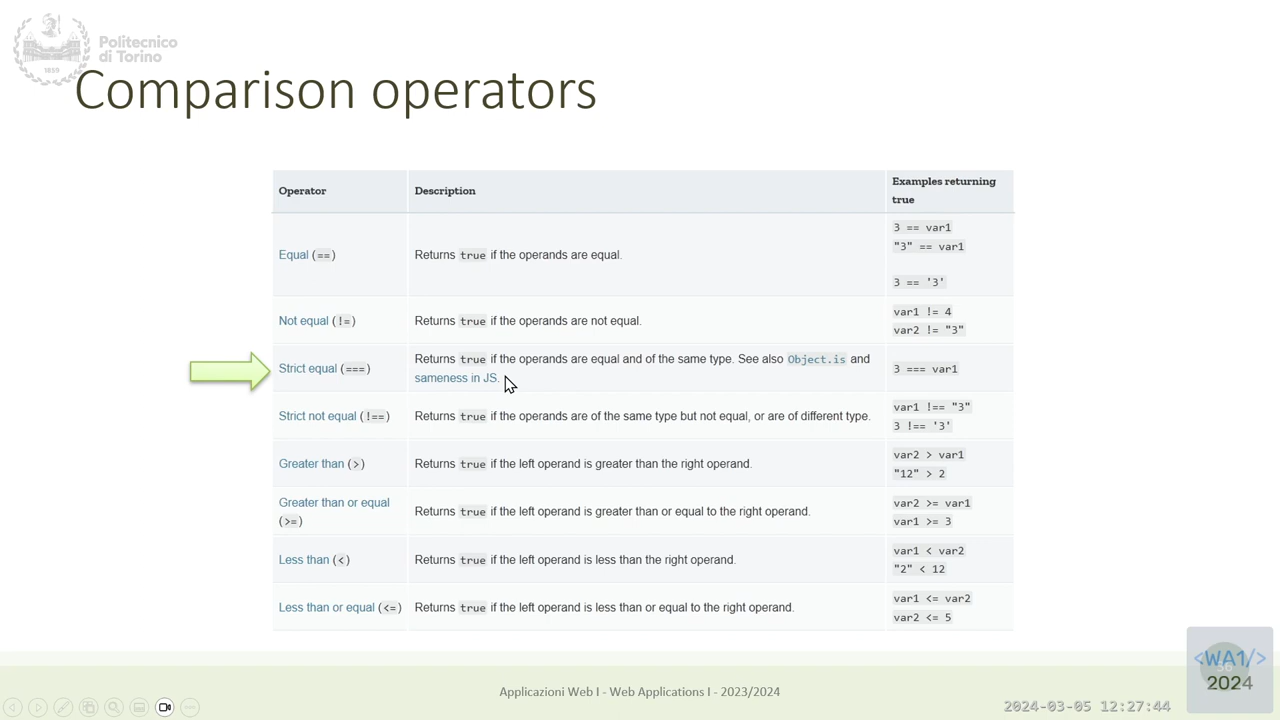 Politecnico
di Torino
1859
Comparison operators
Operator
Description
Examples returning
true
Equal (==)
Returns true if the operands are equal.
3 == var1
"3" == var1
3 == '3'
Not equal (!=)
Returns true if the operands are not equal.
var1 != 4
var2 != "3"
Strict equal (===)
Returns true if the operands are equal and of the same type. See also Object.is and
sameness in JS.
3 === var1
Strict not equal (!==)
Returns true if the operands are of the same type but not equal, or are of different type.
var1 !== "3"
3 !== '3'
Greater than (>)
Returns true if the left operand is greater than the right operand.
var2 > var1
"12" > 2
Greater than or equal
(>=)
Returns true if the left operand is greater than or equal to the right operand.
var2 >= var1
var1 >= 3
Less than (<)
Returns true if the left operand is less than the right operand.
var1 < var2
"2" < 12
Less than or equal (<=)
Returns true if the left operand is less than or equal to the right operand.
var1 <= var2
var2 <= 5
Applicazioni Web I - Web Applications I - 2023/2024
<WA1/>
2024
2024-03-05 12:27:44